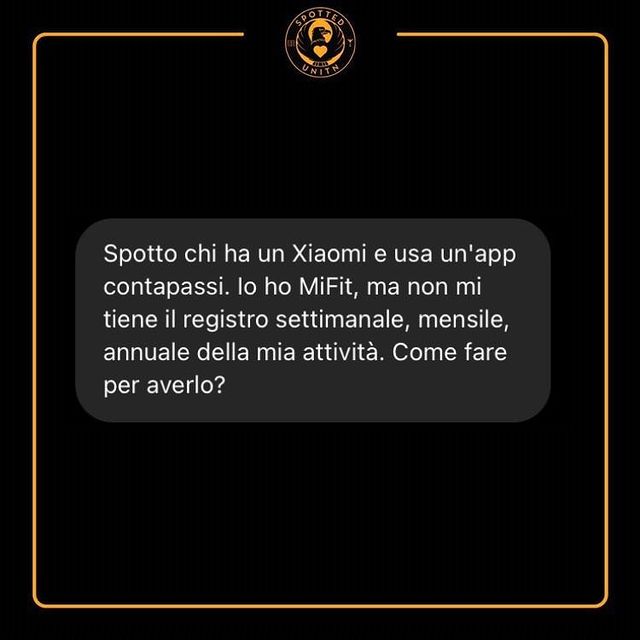 SPOTTED
UNITN
Spotto chi ha un Xiaomi e usa un'app
contapassi. Io ho MiFit, ma non mi
tiene il registro settimanale, mensile,
annuale della mia attività. Come fare
per averlo?